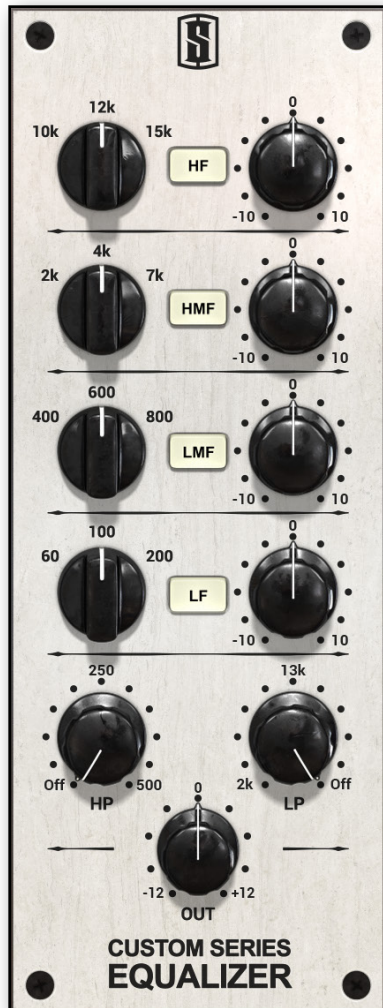 12k
10k 15k
HF
0
-10 10
4k
2k 7k
HMF
0
-10 10
600
400 800
LMF
0
-10 10
100
60 200
LF
0
-10 10
250
Off 500
HP
13k
2k Off
LP
0
-12 +12
OUT
CUSTOM SERIES
EQUALIZER